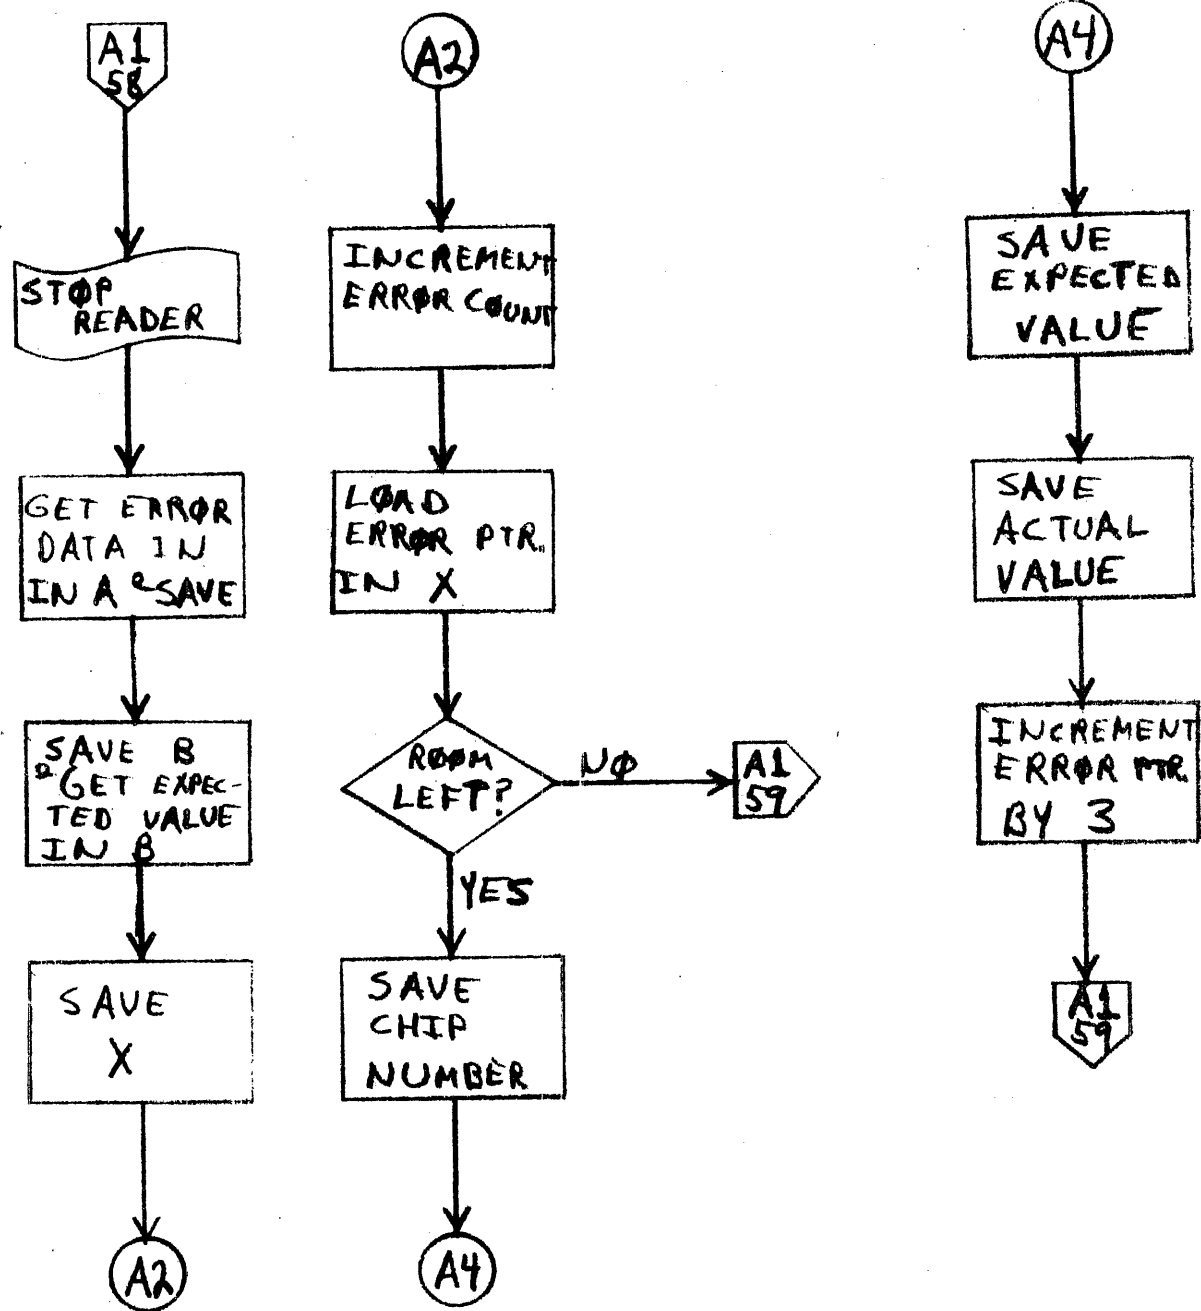 A1
58
STØP
READER
GET ERRØR
DATA IN
IN A & SAVE
SAVE B
& GET EXPEC-
TED VALUE
IN B
SAVE
X
A2
A2
INCREMENT
ERRØR CØUNT
LØAD
ERRØR PTR.
IN X
RØØM
LEFT?
NØ
A1
59
YES
SAVE
CHIP
NUMBER
A4
A4
SAVE
EXPECTED
VALUE
SAVE
ACTUAL
VALUE
INCREMENT
ERRØR PTR.
BY 3
A1
59